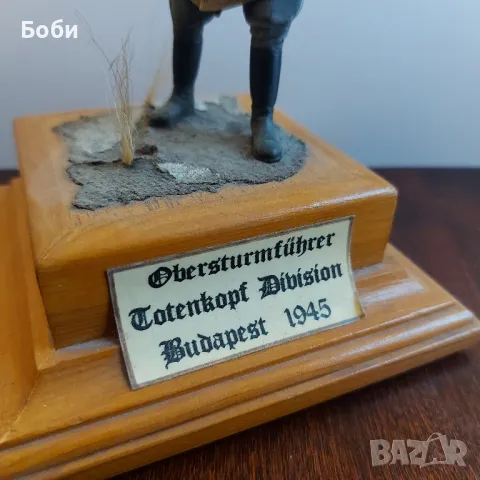 Боби
Obersturmführer
Totenkopf Division
Budapest 1945
BAZAR